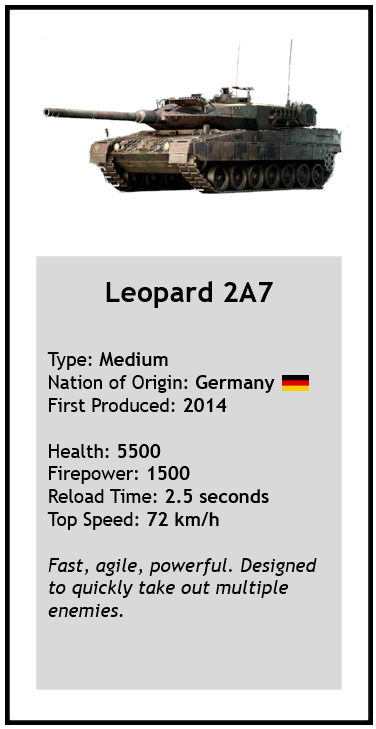 Leopard 2A7
Type: Medium
Nation of Origin: Germany
First Produced: 2014
Health: 5500
Firepower: 1500
Reload Time: 2.5 seconds
Top Speed: 72 km/h
Fast, agile, powerful. Designed
to quickly take out multiple
enemies.